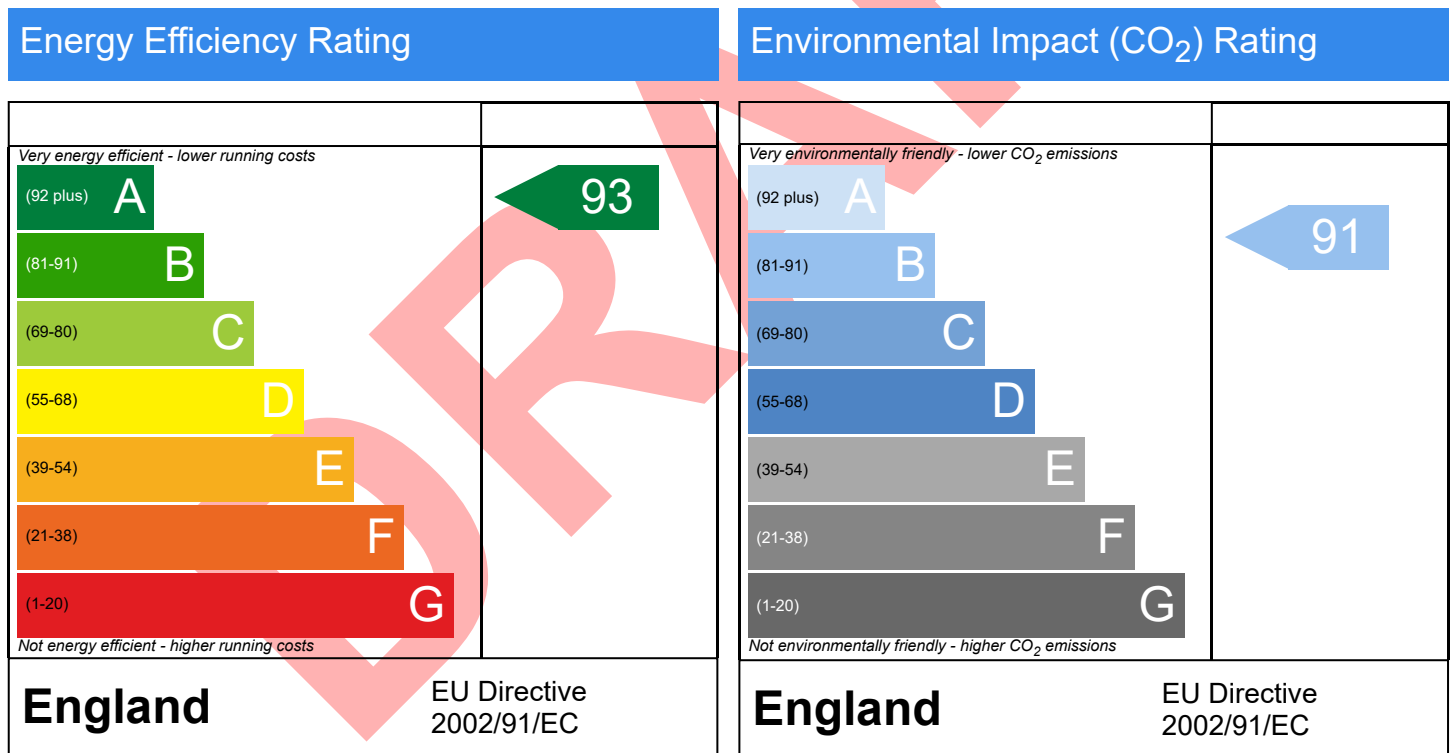 Energy Efficiency Rating
Very energy efficient - lower running costs
(92 plus) A
93
(81-91) B
(69-80) C
(55-68) D
(39-54) E
(21-38) F
(1-20) G
Not energy efficient - higher running costs
England
EU Directive
2002/91/EC
Environmental Impact (CO₂) Rating
Very environmentally friendly - lower CO₂ emissions
(92 plus) A
(81-91) B
91
(69-80) C
(55-68) D
(39-54) E
(21-38) F
(1-20) G
Not environmentally friendly - higher CO₂ emissions
England
EU Directive
2002/91/EC